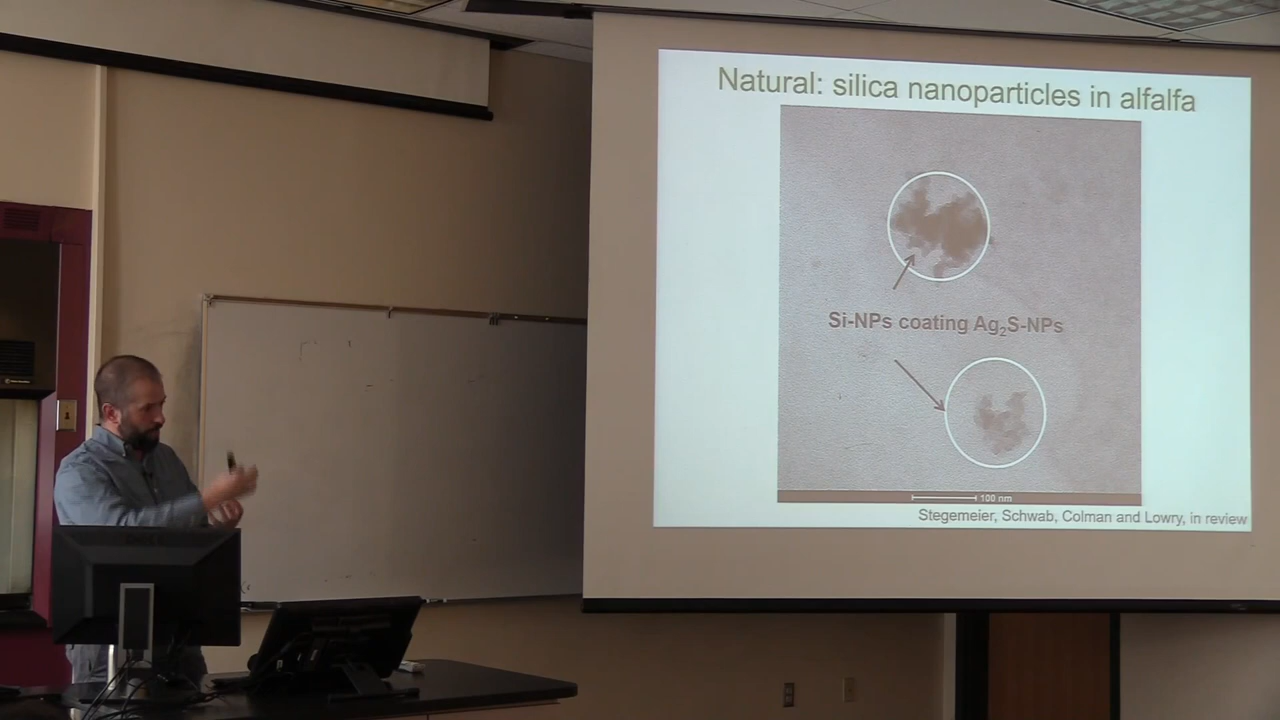 Natural: silica nanoparticles in alfalfa
Si-NPs coating Ag₂S-NPs
100 nm
Stegemeier, Schwab, Colman and Lowry, in review